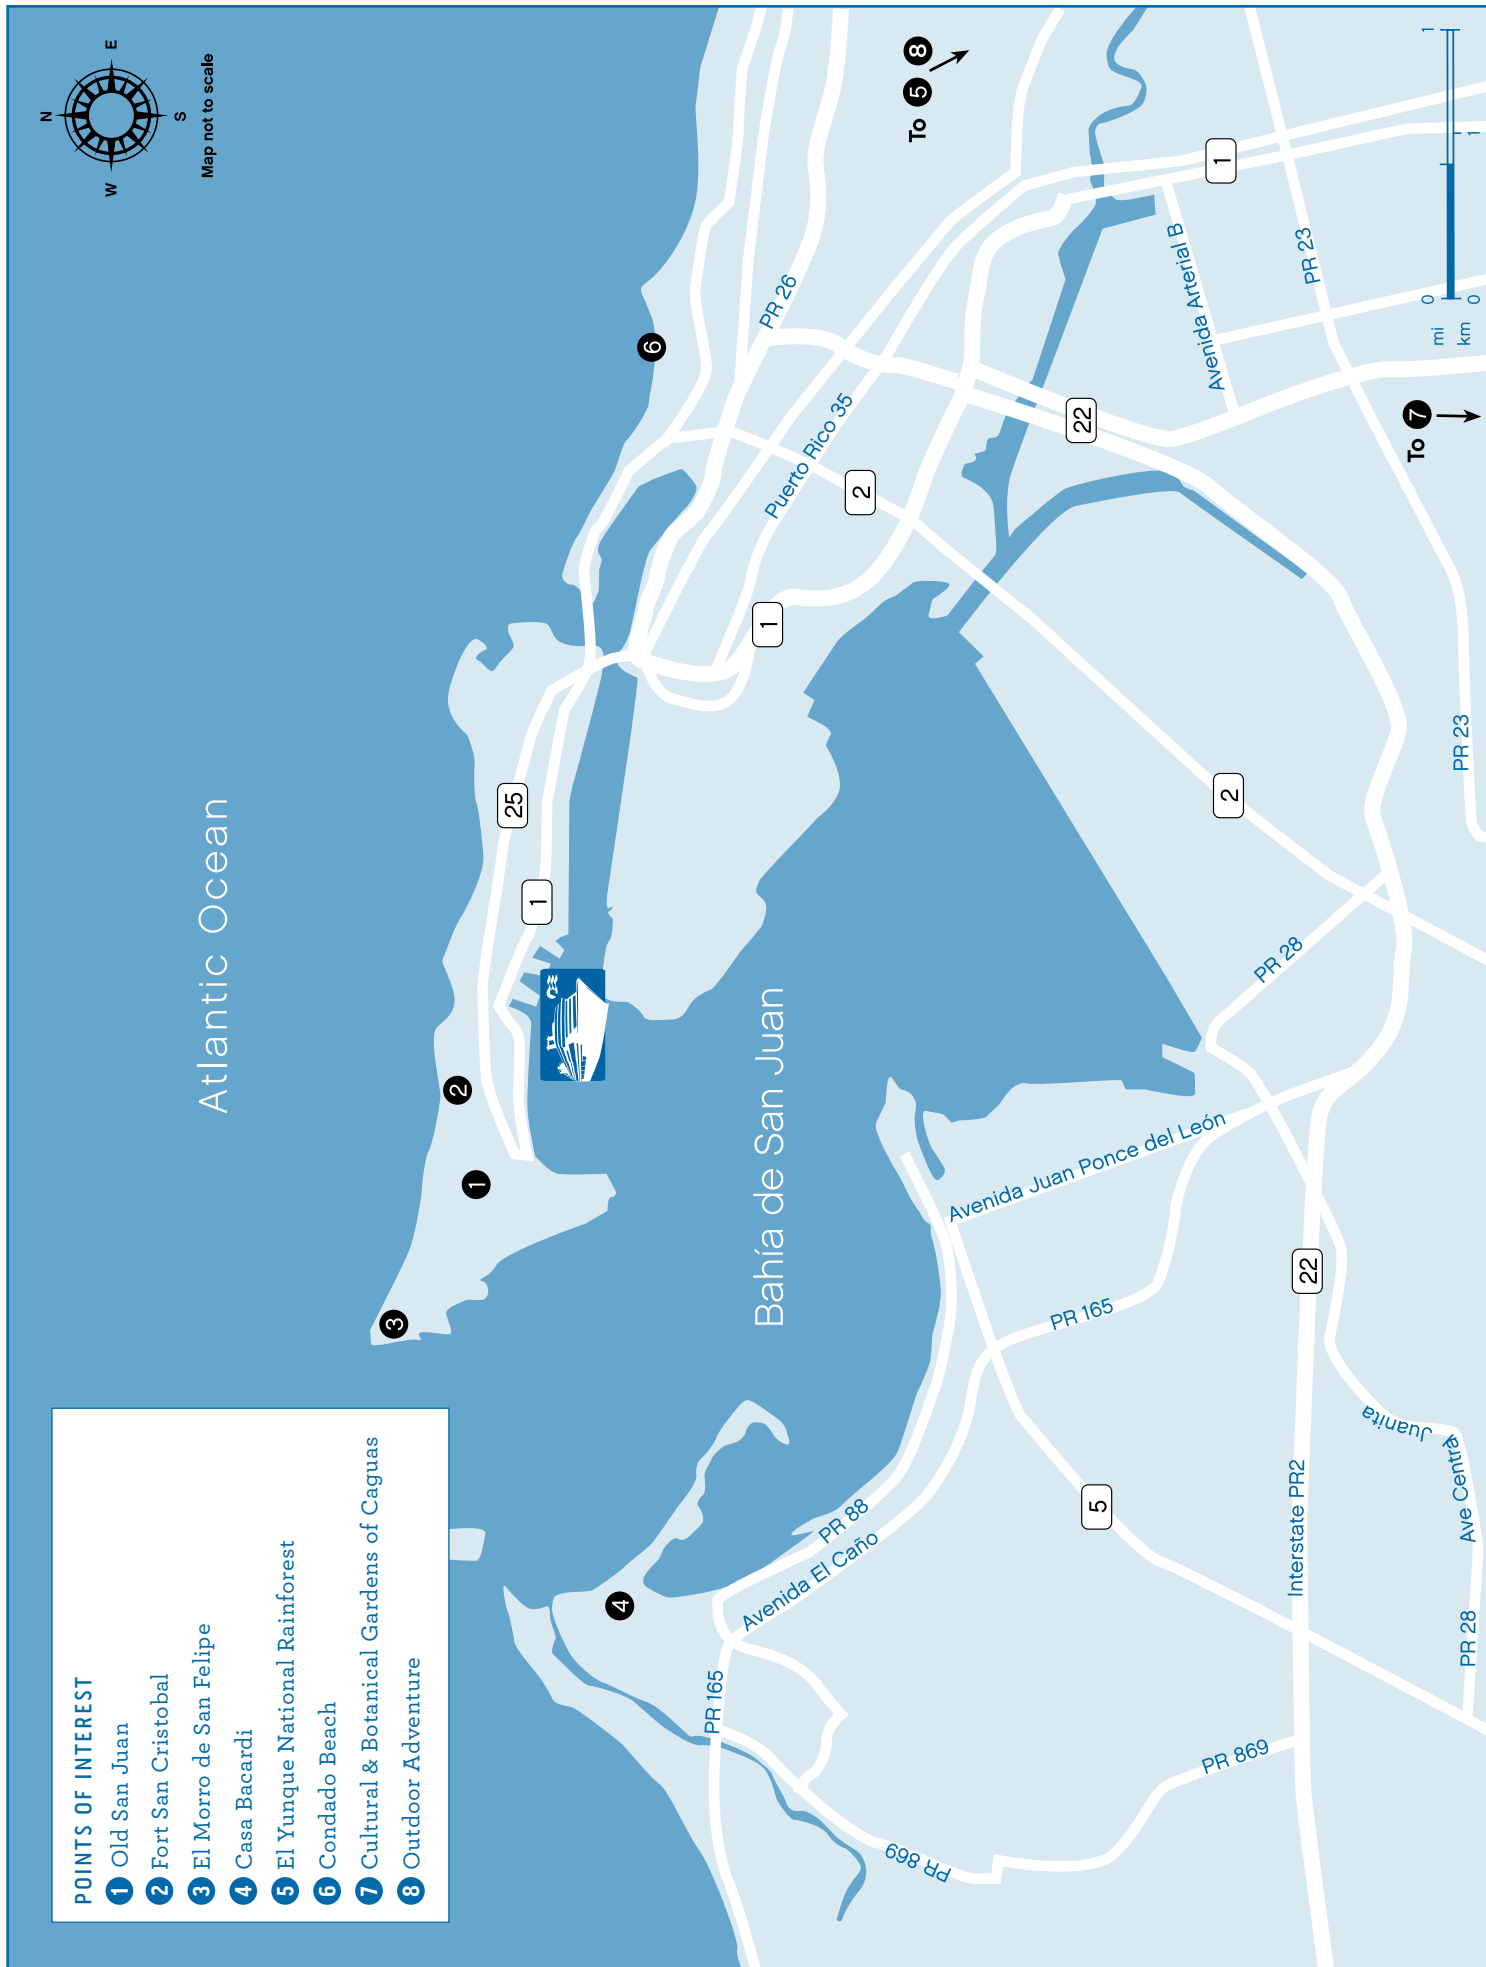 POINTS OF INTEREST
1 Old San Juan
2 Fort San Cristobal
3 El Morro de San Felipe
4 Casa Bacardi
5 El Yunque National Rainforest
6 Condado Beach
7 Cultural & Botanical Gardens of Caguas
8 Outdoor Adventure
Atlantic Ocean
N
W
E
S
Map not to scale
3
2
1
25
1
6
4
Bahía de San Juan
1
PR 26
Puerto Rico 35
2
To 5 8
PR 165
PR 88
Avenida El Caño
PR 869
Avenida Juan Ponce del León
PR 165
5
22
1
Avenida Arterial B
PR 869
PR 28
2
PR 23
Interstate PR2
22
Juanita
Ave Central
PR 28
PR 23
To 7
mi
0
1
km
0
1